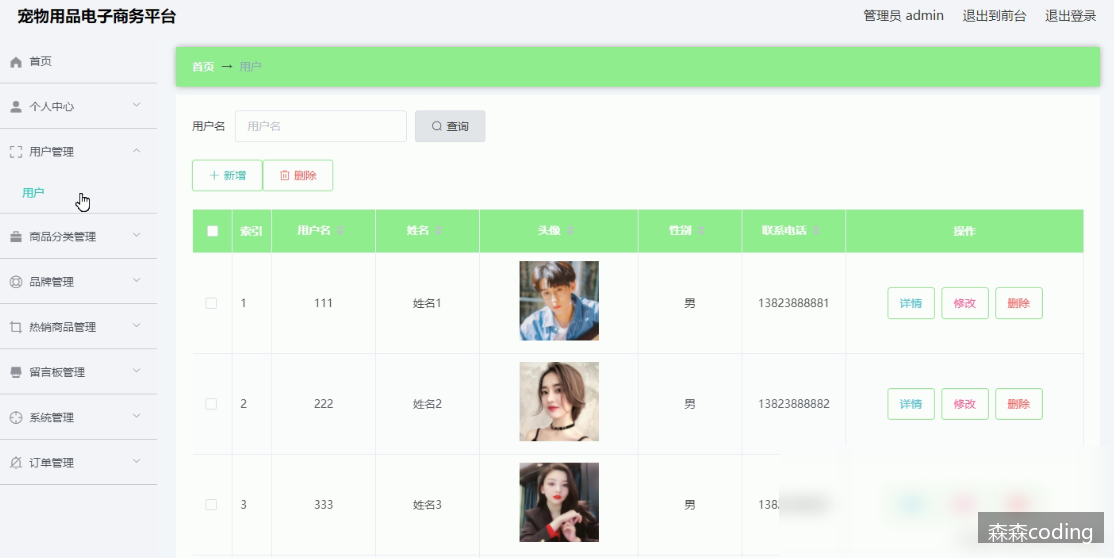 宠物用品电子商务平台
管理员 admin 退出到前台 退出登录
首页
个人中心
用户管理
用户
商品分类管理
品牌管理
热销商品管理
留言板管理
系统管理
订单管理
首页 → 用户
用户名 用户名 查询
新增 删除
索引 用户名 姓名 头像 性别 联系电话 操作
1 111 姓名1 男 13823888881 详情 修改 删除
2 222 姓名2 男 13823888882 详情 修改 删除
3 333 姓名3 男 1382
森森coding